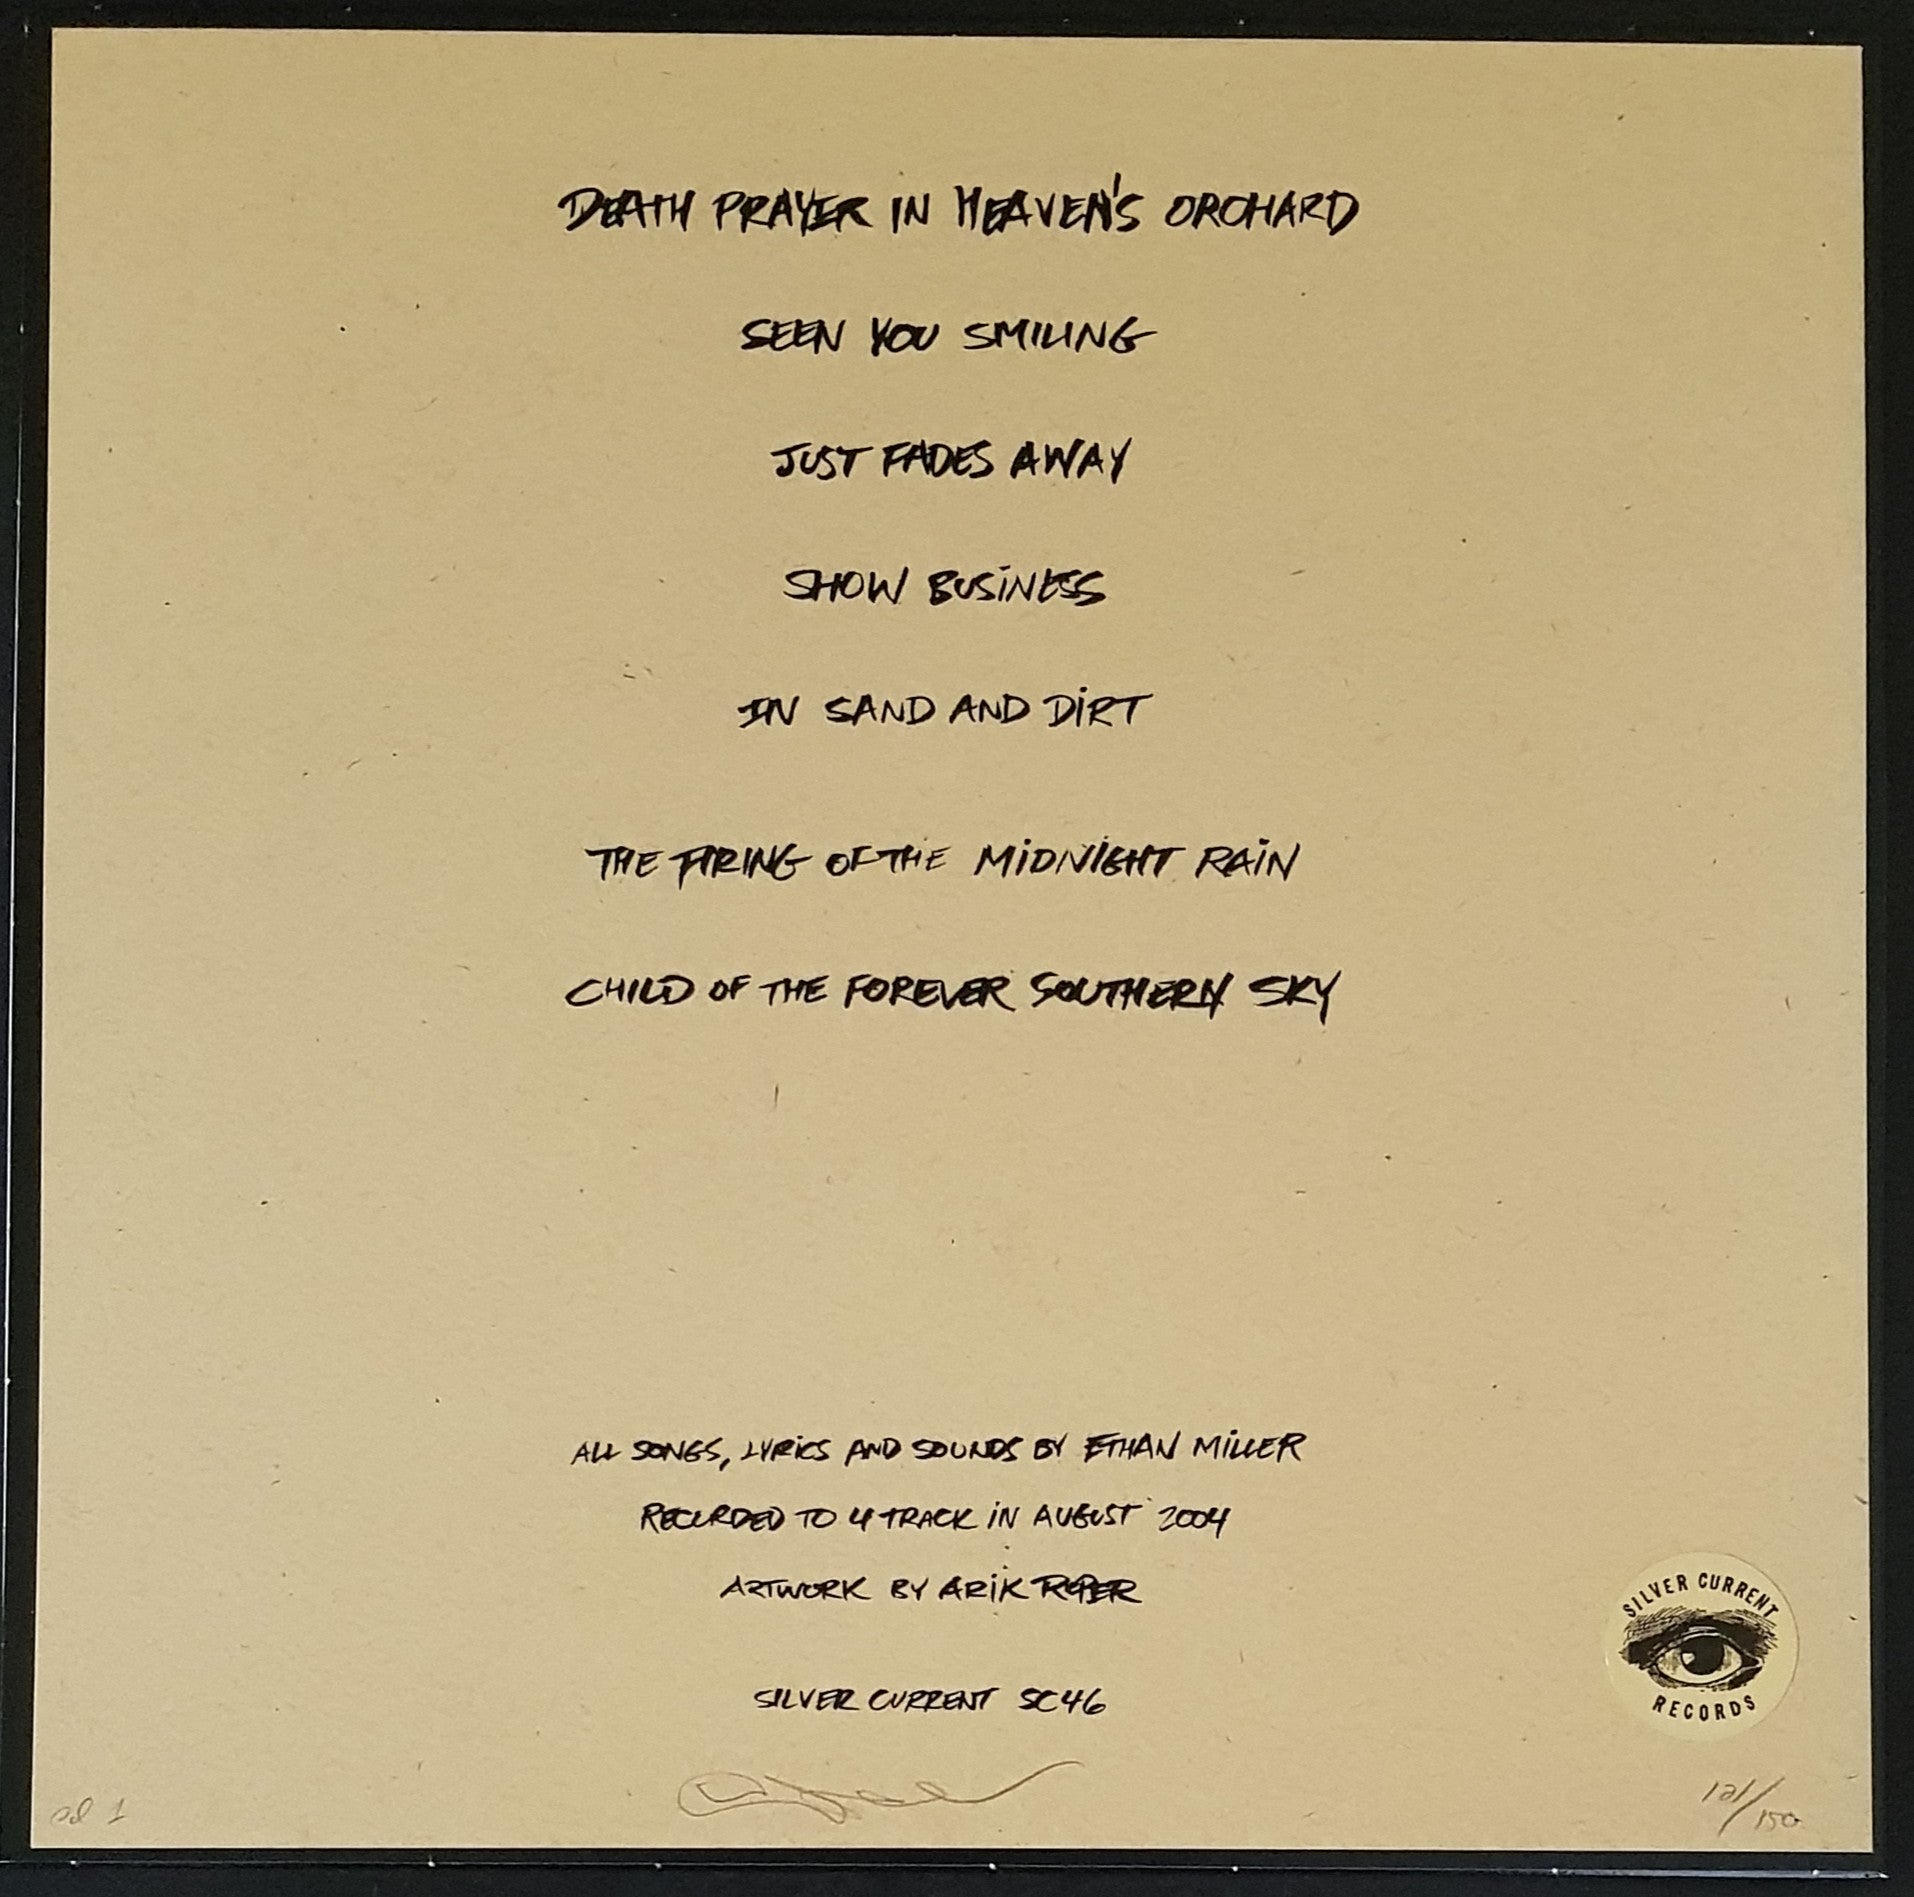 DEATH PRAYER IN HEAVEN'S ORCHARD
SEEN YOU SMILING
JUST FADES AWAY
SHOW BUSINESS
IN SAND AND DIRT
THE FIRING OF THE MIDNIGHT RAIN
CHILD OF THE FOREVER SOUTHERN SKY
ALL SONGS, LYRICS AND SOUNDS BY ETHAN MILLER
RECORDED TO 4 TRACK IN AUGUST 2004
ARTWORK BY ARIK ROPER
SILVER CURRENT SC46
SILVER CURRENT
RECORDS
121/150